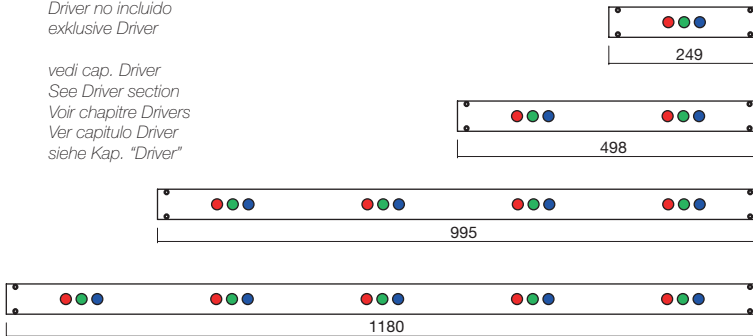 Driver no incluido
exklusive Driver
vedi cap. Driver
See Driver section
Voir chapitre Drivers
Ver capitulo Driver
siehe Kap. “Driver”
249
498
995
1180